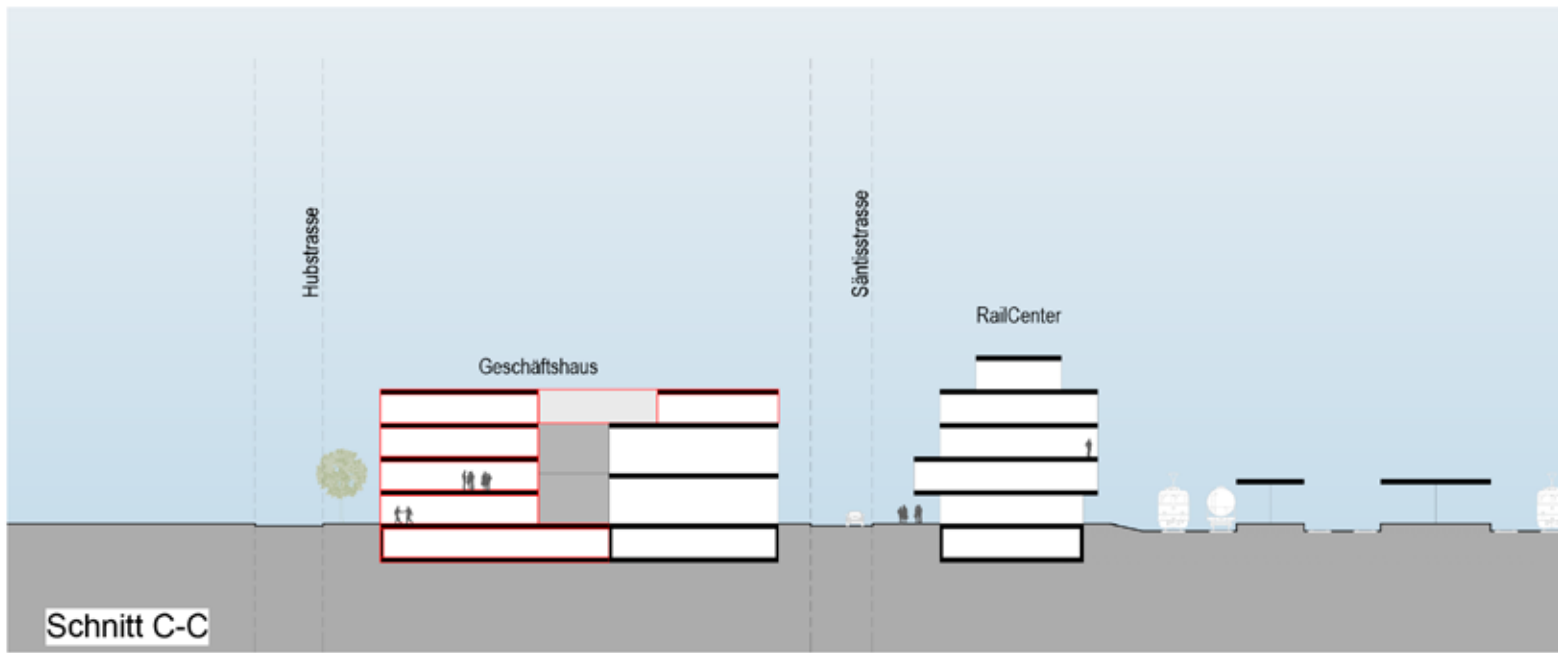 Hubstrasse
Säntisstrasse
RailCenter
Geschäftshaus
Schnitt C-C